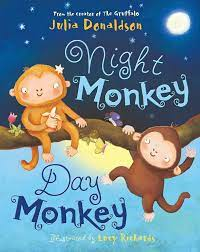 From the creator of The Gruffalo
Julia Donaldson
Night
Monkey
Day
Monkey
Illustrated by Lucy Richards